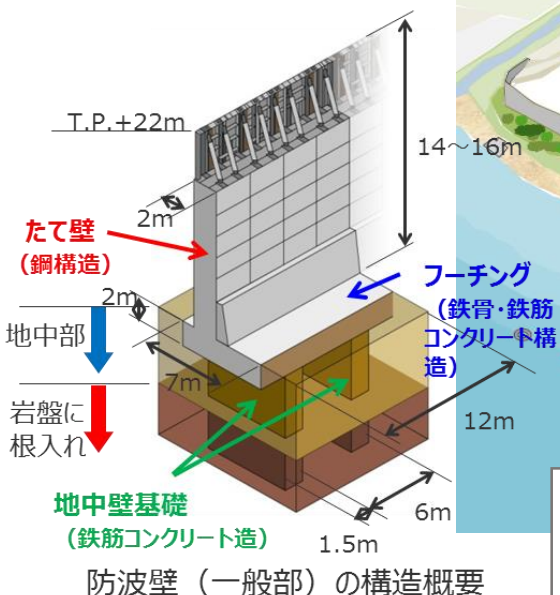 T.P.+22m
14～16m
2m
たて壁
（鋼構造）
フーチング
（鉄骨・鉄筋
コンクリート構
造）
2m
地中部
7m
12m
岩盤に
根入れ
6m
地中壁基礎
（鉄筋コンクリート造）
1.5m
防波壁（一般部）の構造概要